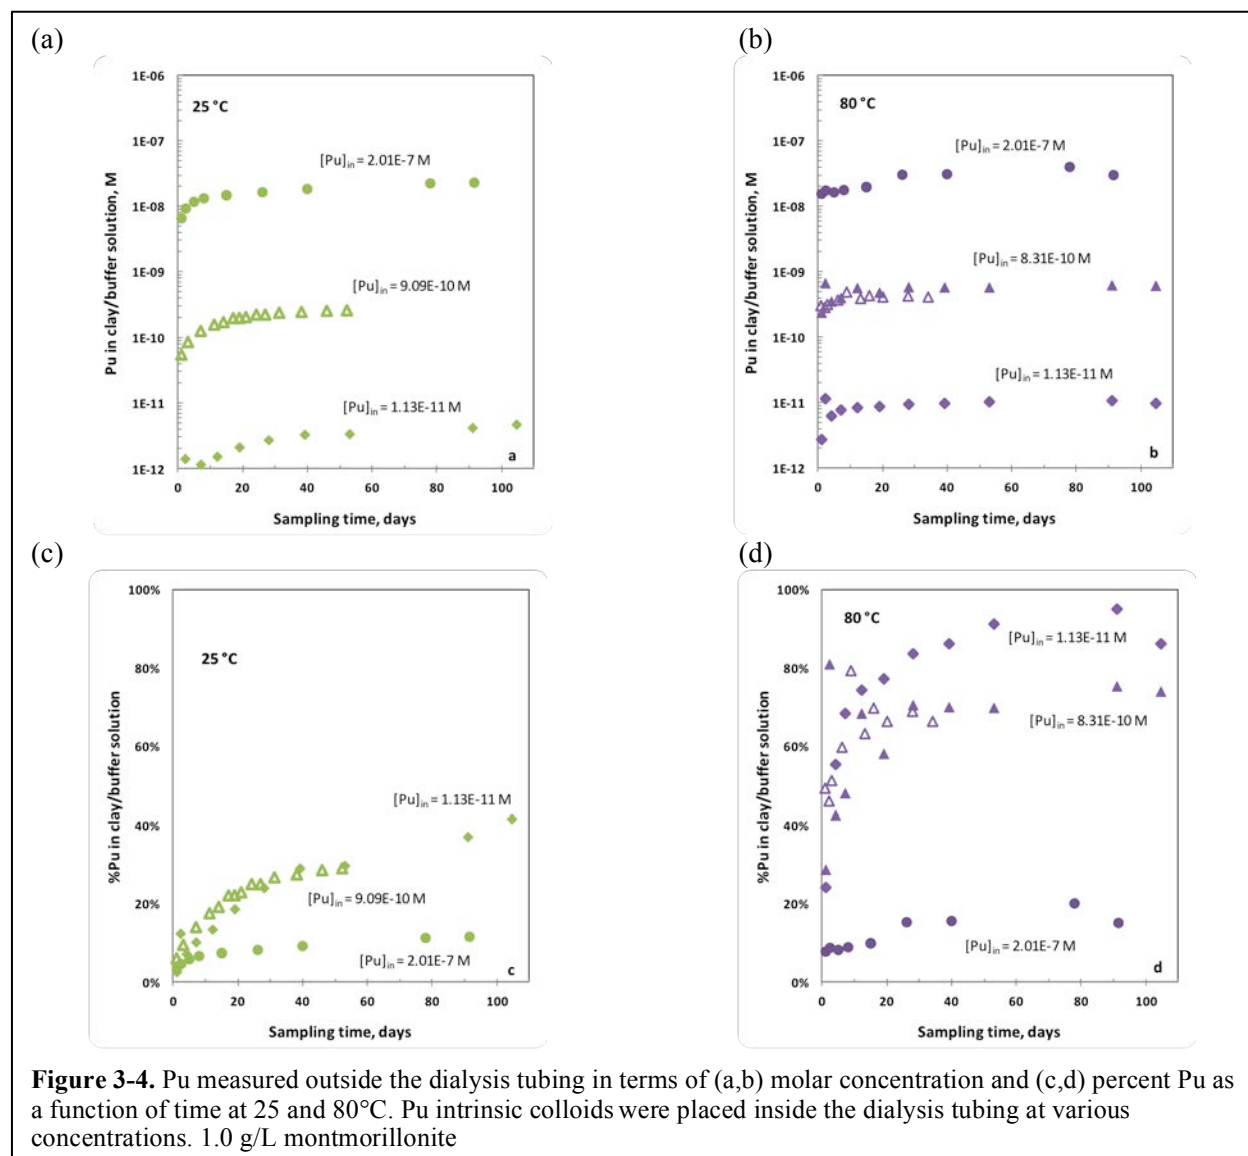 (a)
(b)
1E-06
1E-07
1E-08
1E-09
1E-10
1E-11
1E-12
Pu in clay/buffer solution, M
25 °C
[Pu]in = 2.01E-7 M
[Pu]in = 9.09E-10 M
[Pu]in = 1.13E-11 M
a
0 20 40 60 80 100
Sampling time, days
1E-06
1E-07
1E-08
1E-09
1E-10
1E-11
1E-12
Pu in clay/buffer solution, M
80 °C
[Pu]in = 2.01E-7 M
[Pu]in = 8.31E-10 M
[Pu]in = 1.13E-11 M
b
0 20 40 60 80 100
Sampling time, days
(c)
(d)
100%
80%
60%
40%
20%
0%
%Pu in clay/buffer solution
25 °C
[Pu]in = 1.13E-11 M
[Pu]in = 9.09E-10 M
[Pu]in = 2.01E-7 M
c
0 20 40 60 80 100
Sampling time, days
100%
80%
60%
40%
20%
0%
%Pu in clay/buffer solution
80 °C
[Pu]in = 1.13E-11 M
[Pu]in = 8.31E-10 M
[Pu]in = 2.01E-7 M
d
0 20 40 60 80 100
Sampling time, days
Figure 3-4. Pu measured outside the dialysis tubing in terms of (a,b) molar concentration and (c,d) percent Pu as
a function of time at 25 and 80°C. Pu intrinsic colloids were placed inside the dialysis tubing at various
concentrations. 1.0 g/L montmorillonite